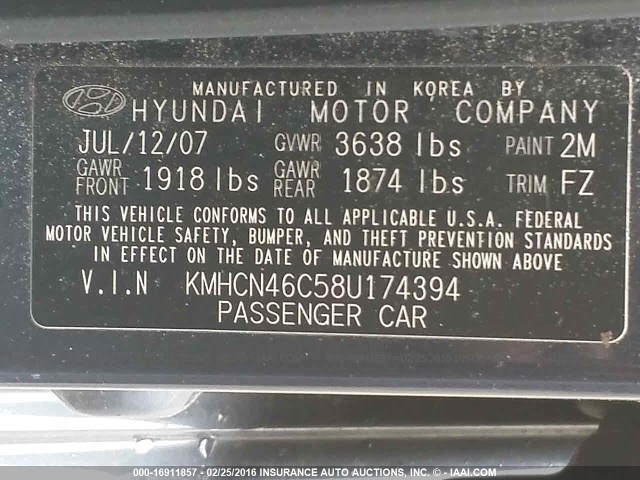 MANUFACTURED IN KOREA BY
HYUNDAI MOTOR COMPANY
JUL/12/07 GVWR 3638 lbs PAINT 2M
GAWR FRONT 1918 lbs GAWR REAR 1874 lbs TRIM FZ
THIS VEHICLE CONFORMS TO ALL APPLICABLE U.S.A. FEDERAL
MOTOR VEHICLE SAFETY, BUMPER, AND THEFT PREVENTION STANDARDS
IN EFFECT ON THE DATE OF MANUFACTURE SHOWN ABOVE
V.I.N KMHCN46C58U174394
PASSENGER CAR
000-16911857 - 02/25/2016 INSURANCE AUTO AUCTIONS, INC. - IAAI.COM